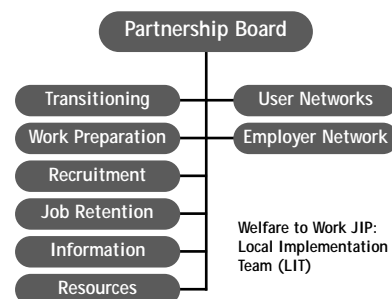 Partnership Board
Transitioning
User Networks
Work Preparation
Employer Network
Recruitment
Job Retention
Information
Resources
Welfare to Work JIP:
Local Implementation
Team (LIT)